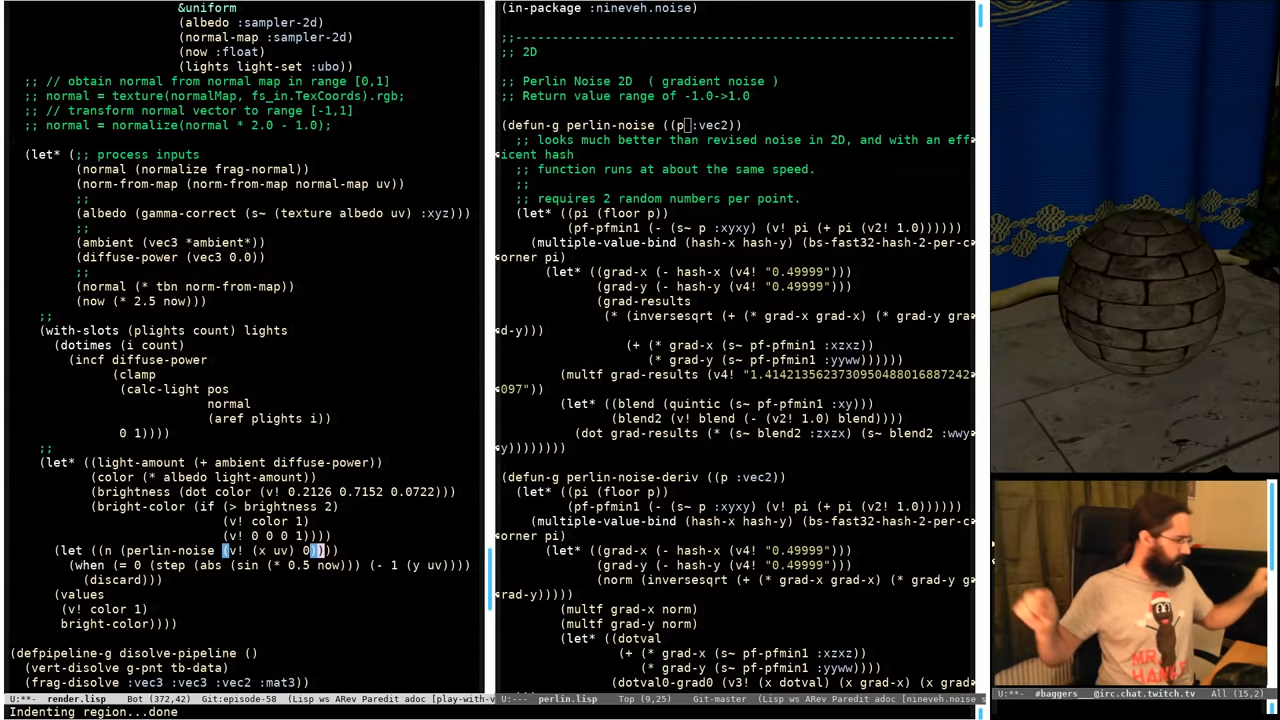 &uniform
(albedo :sampler-2d)
(normal-map :sampler-2d)
(now :float)
(lights light-set :ubo))
;; // obtain normal from normal map in range [0,1]
;; normal = texture(normalMap, fs_in.TexCoords).rgb;
;; // transform normal vector to range [-1,1]
;; normal = normalize(normal * 2.0 - 1.0);
(let* (;; process inputs
(normal (normalize frag-normal))
(norm-from-map (norm-from-map normal-map uv))
;;
(albedo (gamma-correct (s~ (texture albedo uv) :xyz)))
;;
(ambient (vec3 *ambient*))
(diffuse-power (vec3 0.0))
;;
(normal (* tbn norm-from-map))
(now (* 2.5 now)))
;;
(with-slots (plights count) lights
(dotimes (i count)
(incf diffuse-power
(clamp
(calc-light pos
normal
(aref plights i))
0 1))))
;;
(let* ((light-amount (+ ambient diffuse-power))
(color (* albedo light-amount))
(brightness (dot color (v! 0.2126 0.7152 0.0722)))
(bright-color (if (> brightness 2)
(v! color 1)
(v! 0 0 0 1))))
(let ((n (perlin-noise (v! (x uv) 0))))
(when (= 0 (step (abs (sin (* 0.5 now))) (- 1 (y uv))))
(discard)))
(values
(v! color 1)
bright-color))))
(defpipeline-g disolve-pipeline ()
(vert-disolve g-pnt tb-data)
(frag-disolve :vec3 :vec3 :vec2 :mat3))
U:**- render.lisp Bot (372,42) Git:episode-58 (Lisp ws ARev Paredit adoc [play-with-v
Indenting region...done
(in-package :nineveh.noise)
;;------------------------------------------------------------
;; 2D
;; Perlin Noise 2D ( gradient noise )
;; Return value range of -1.0->1.0
(defun-g perlin-noise ((p :vec2))
;; looks much better than revised noise in 2D, and with an eff
icent hash
;; function runs at about the same speed.
;;
;; requires 2 random numbers per point.
(let* ((pi (floor p))
(pf-pfmin1 (- (s~ p :xyxy) (v! pi (+ pi (v2! 1.0))))))
(multiple-value-bind (hash-x hash-y) (bs-fast32-hash-2-per-c
orner pi)
(let* ((grad-x (- hash-x (v4! "0.49999")))
(grad-y (- hash-y (v4! "0.49999")))
(grad-results
(* (inversesqrt (+ (* grad-x grad-x) (* grad-y gra
d-y)))
(+ (* grad-x (s~ pf-pfmin1 :xzxz))
(* grad-y (s~ pf-pfmin1 :yyww))))))
(multf grad-results (v4! "1.4142135623730950488016887242
097"))
(let* ((blend (quintic (s~ pf-pfmin1 :xy)))
(blend2 (v! blend (- (v2! 1.0) blend))))
(dot grad-results (* (s~ blend2 :zxzx) (s~ blend2 :wwy
y))))))))
(defun-g perlin-noise-deriv ((p :vec2))
(let* ((pi (floor p))
(pf-pfmin1 (- (s~ p :xyxy) (v! pi (+ pi (v2! 1.0))))))
(multiple-value-bind (hash-x hash-y) (bs-fast32-hash-2-per-c
orner pi)
(let* ((grad-x (- hash-x (v4! "0.49999")))
(grad-y (- hash-y (v4! "0.49999")))
(norm (inversesqrt (+ (* grad-x grad-x) (* grad-y g
rad-y)))))
(multf grad-x norm)
(multf grad-y norm)
(let* ((dotval
(+ (* grad-x (s~ pf-pfmin1 :xzxz))
(* grad-y (s~ pf-pfmin1 :yyww))))
(dotval0-grad0 (v3! (x dotval) (x grad-x) (x grad
U:--- perlin.lisp Top (9,25) Git-master (Lisp ws ARev Paredit adoc [nineveh.noise s
MR.
HANKE
U:**- #baggers___@irc.chat.twitch.tv All (15,2)